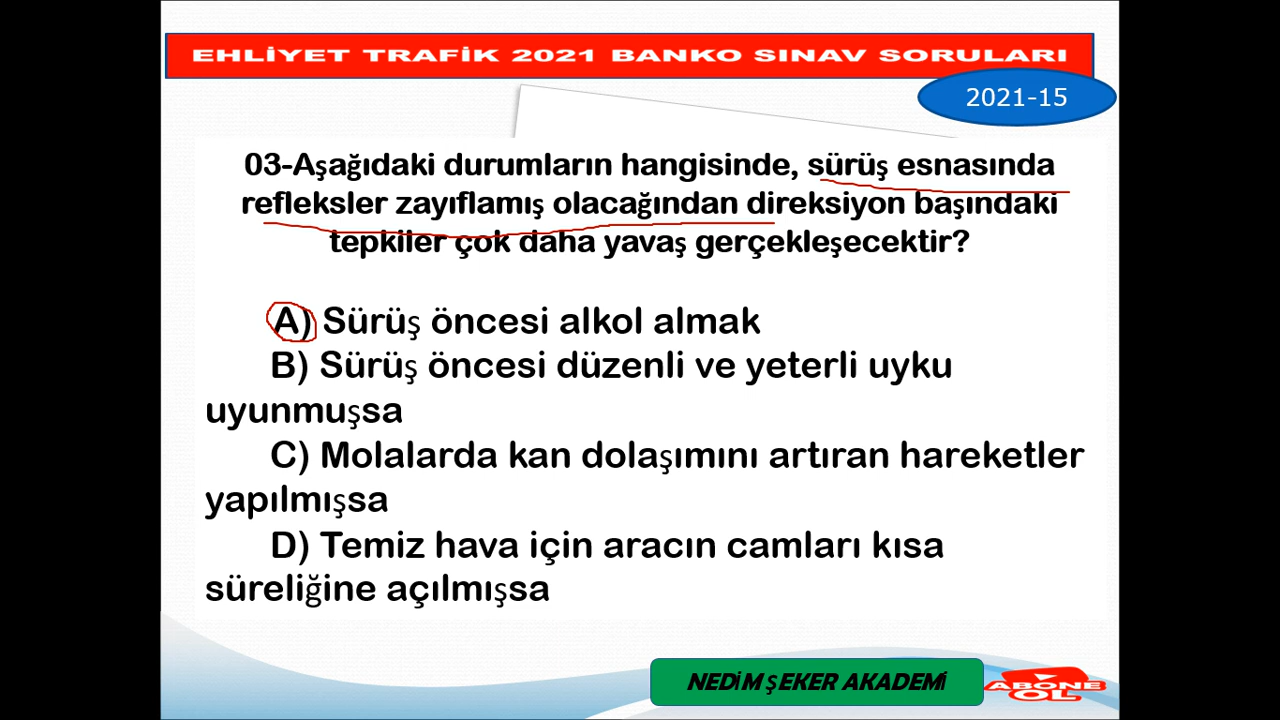 EHLİYET TRAFİK 2021 BANKO SINAV SORULARI
2021-15
03-Aşağıdaki durumların hangisinde, sürüş esnasında
refleksler zayıflamış olacağından direksiyon başındaki
tepkiler çok daha yavaş gerçekleşecektir?
A) Sürüş öncesi alkol almak
B) Sürüş öncesi düzenli ve yeterli uyku
uyunmuşsa
C) Molalarda kan dolaşımını artıran hareketler
yapılmışsa
D) Temiz hava için aracın camları kısa
süreliğine açılmışsa
NEDİM ŞEKER AKADEMİ
ABONE
OL